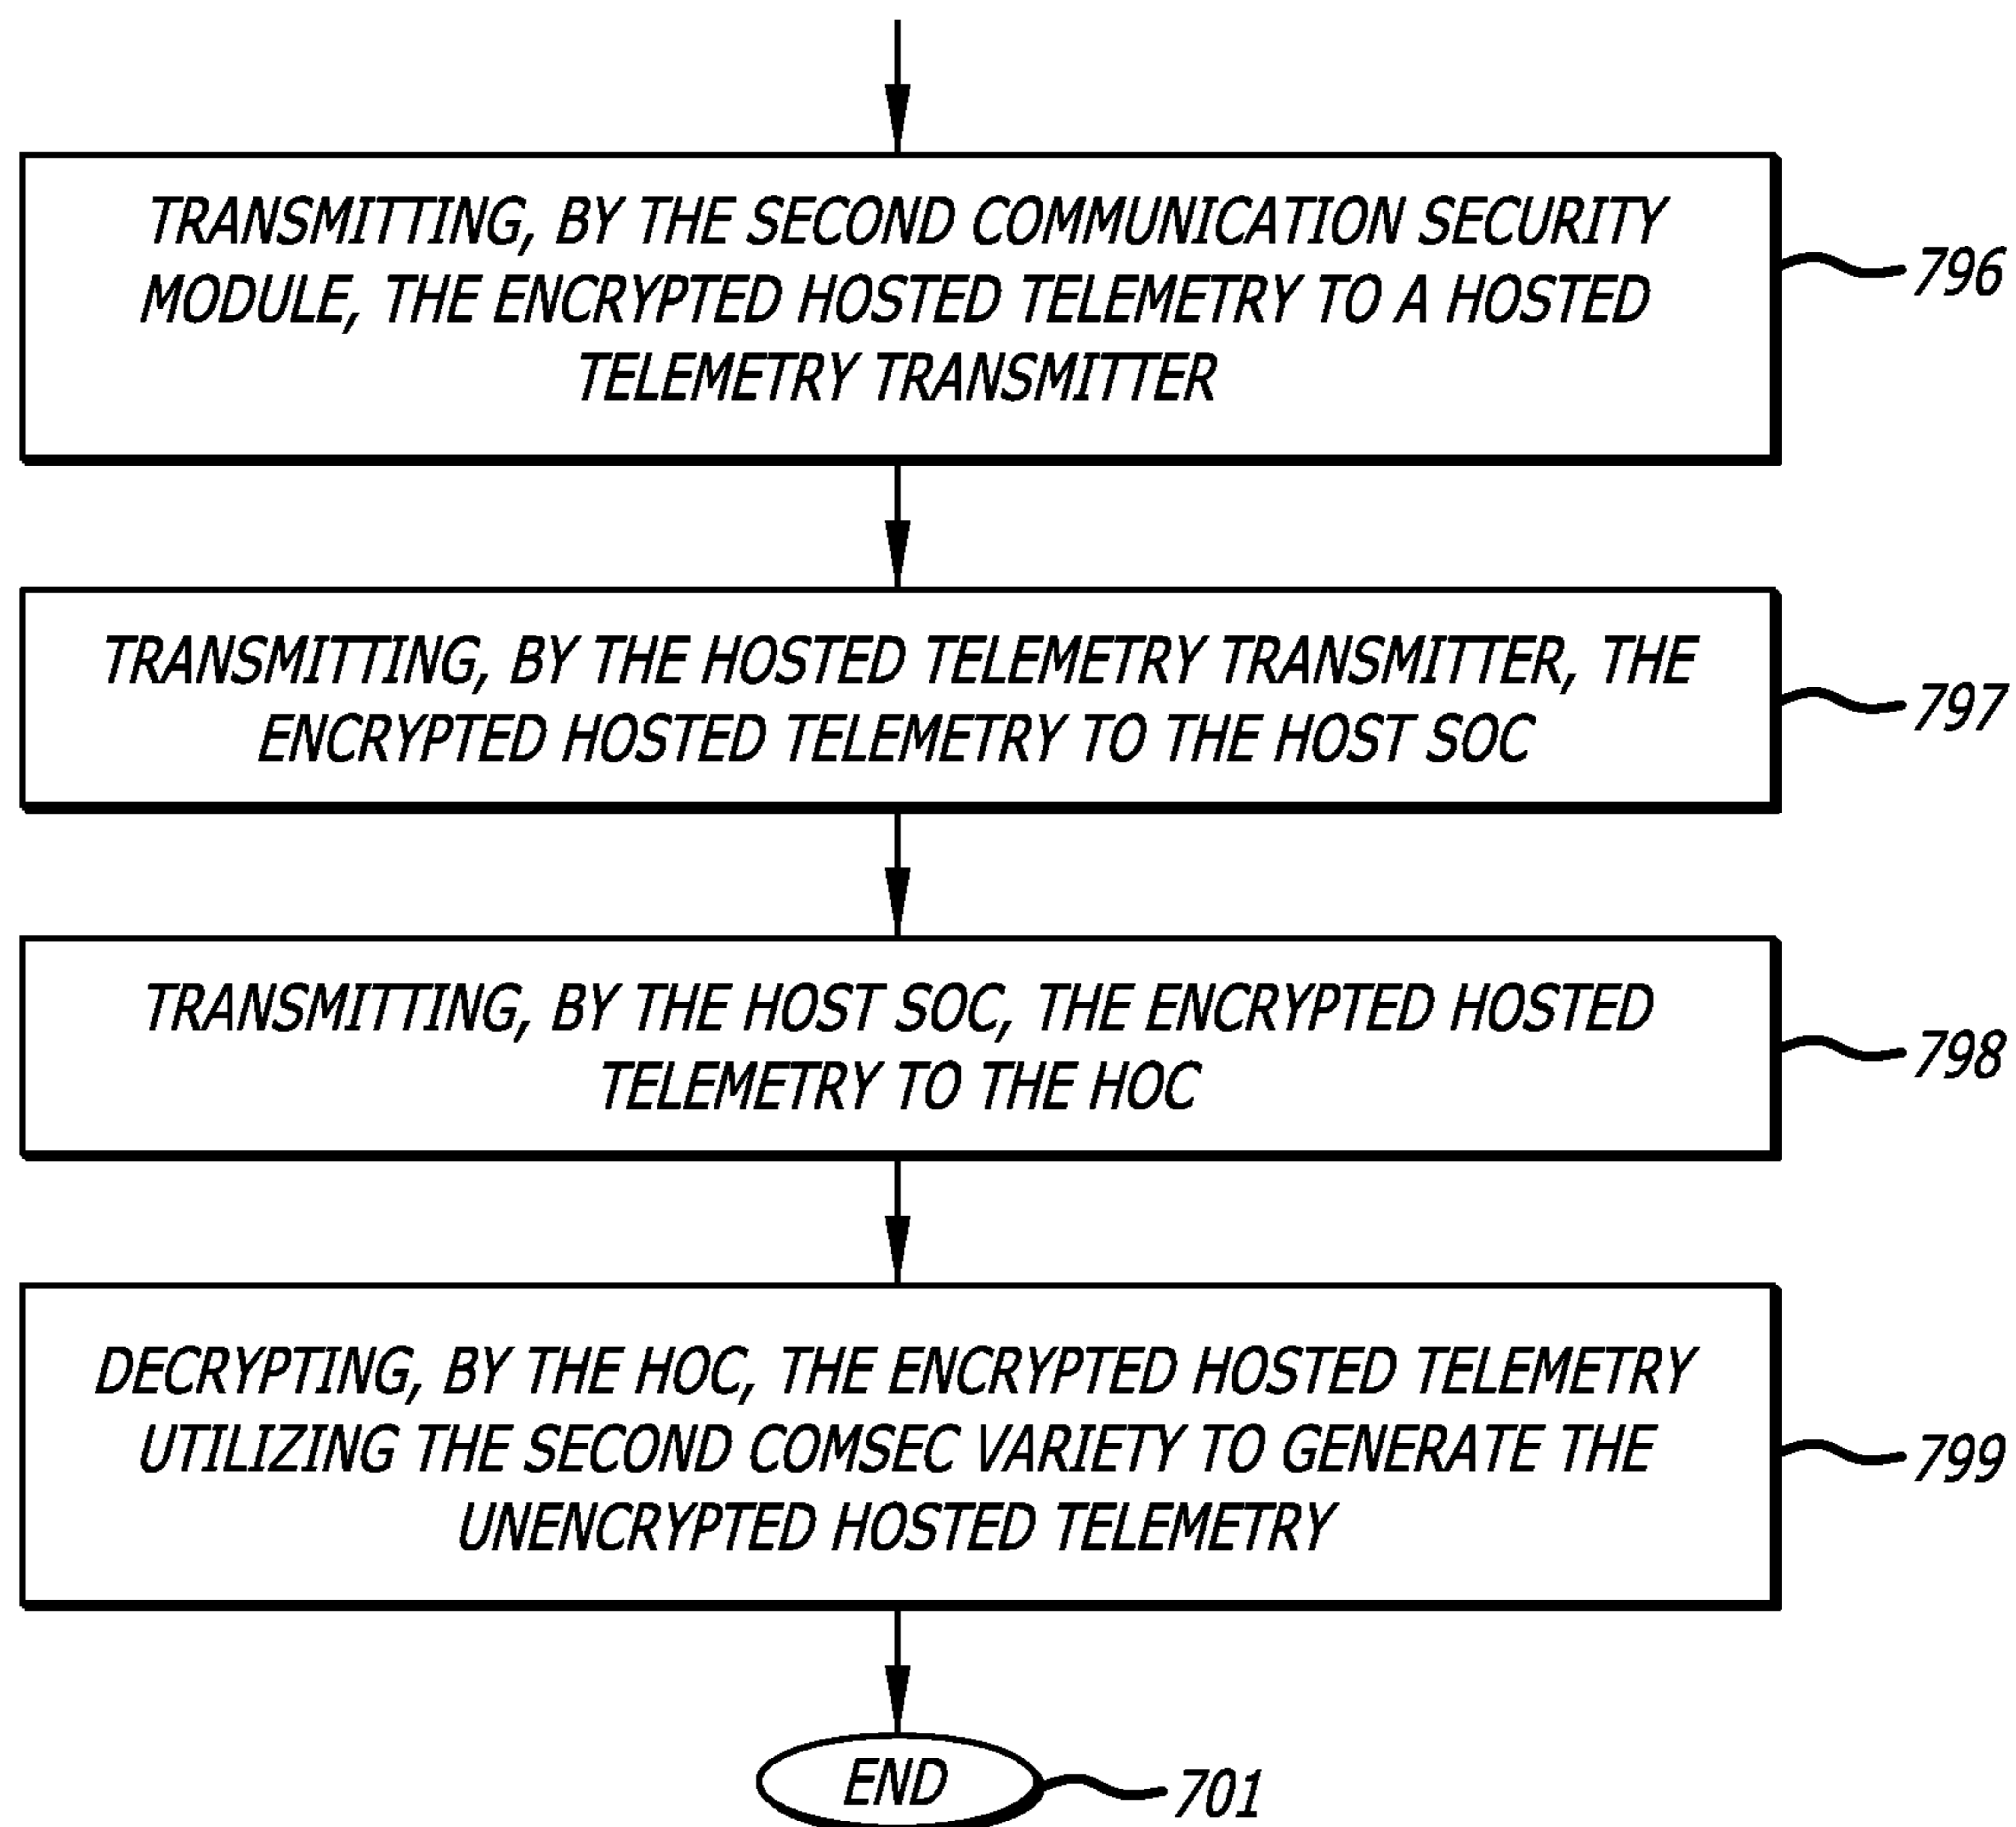 TRANSMITTING, BY THE SECOND COMMUNICATION SECURITY
MODULE, THE ENCRYPTED HOSTED TELEMETRY TO A HOSTED
TELEMETRY TRANSMITTER
796
TRANSMITTING, BY THE HOSTED TELEMETRY TRANSMITTER, THE
ENCRYPTED HOSTED TELEMETRY TO THE HOST SOC
797
TRANSMITTING, BY THE HOST SOC, THE ENCRYPTED HOSTED
TELEMETRY TO THE HOC
798
DECRYPTING, BY THE HOC, THE ENCRYPTED HOSTED TELEMETRY
UTILIZING THE SECOND COMSEC VARIETY TO GENERATE THE
UNENCRYPTED HOSTED TELEMETRY
799
END
701